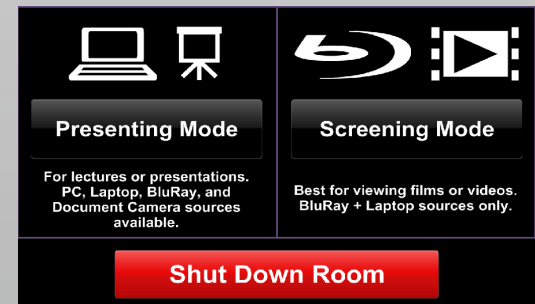 Presenting Mode
For lectures or presentations.
PC, Laptop, BluRay, and
Document Camera sources
available.
Screening Mode
Best for viewing films or videos.
BluRay + Laptop sources only.
Shut Down Room